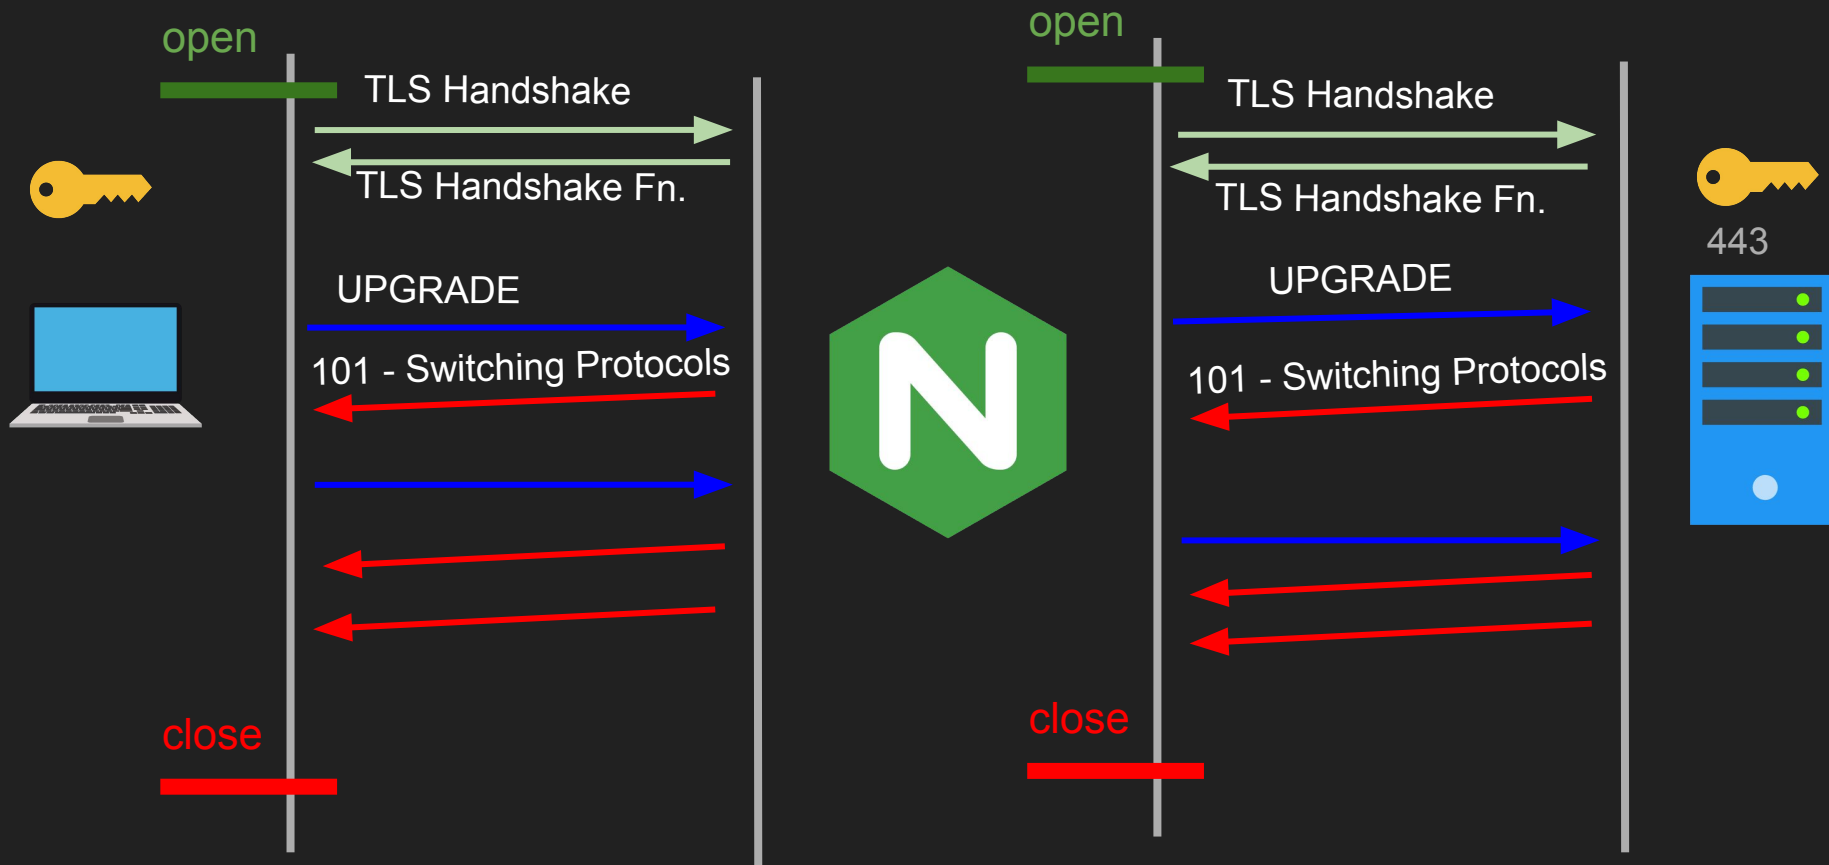 open
TLS Handshake
TLS Handshake Fn.
UPGRADE
101 - Switching Protocols
close
N
open
TLS Handshake
TLS Handshake Fn.
UPGRADE
101 - Switching Protocols
close
443